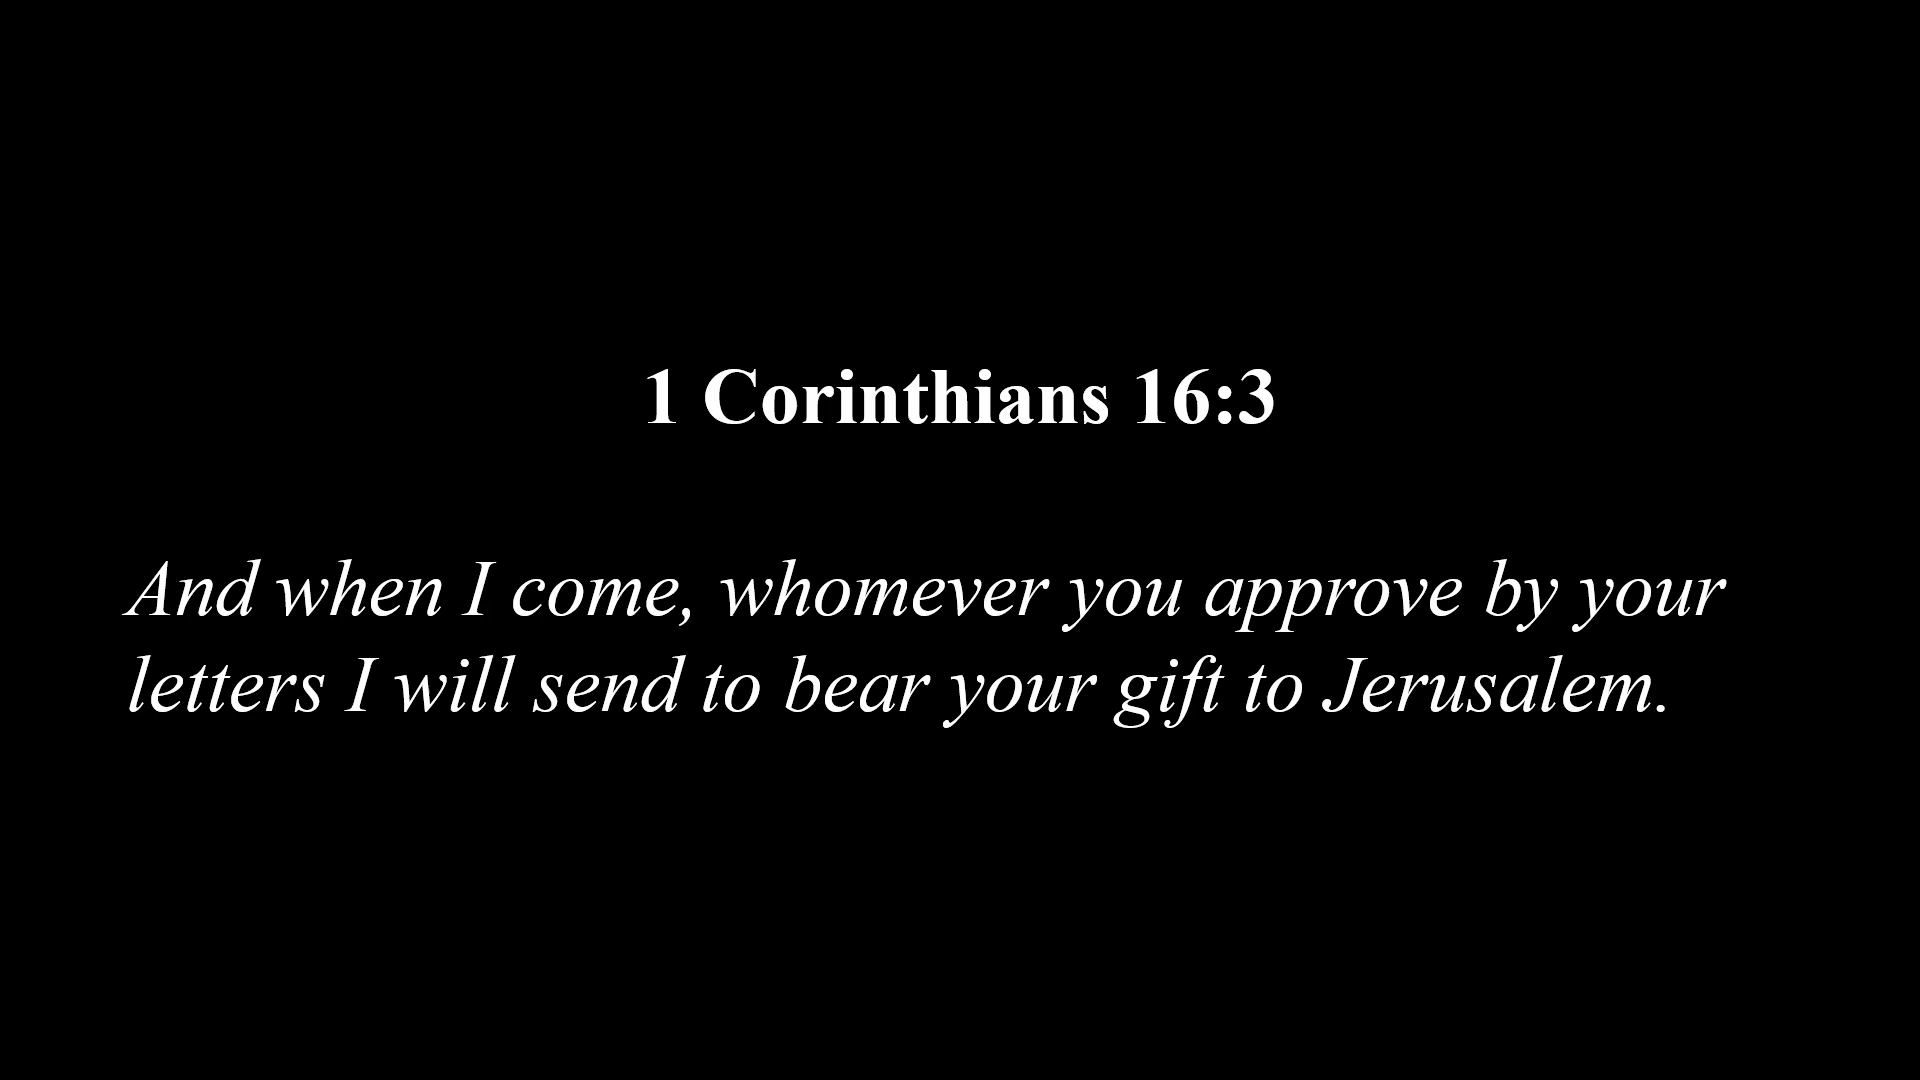 1 Corinthians 16:3
And when I come, whomever you approve by your
letters I will send to bear your gift to Jerusalem.